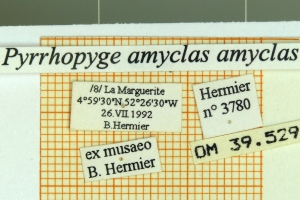 Pyrrhopyge amyclas amyclas
/8/ La Marguerite
4°59'30"N 52°26'30"W
26.VII.1992
B.Hermier
Hermier
n° 3780
OM 39.529
ex musaeo
B. Hermier